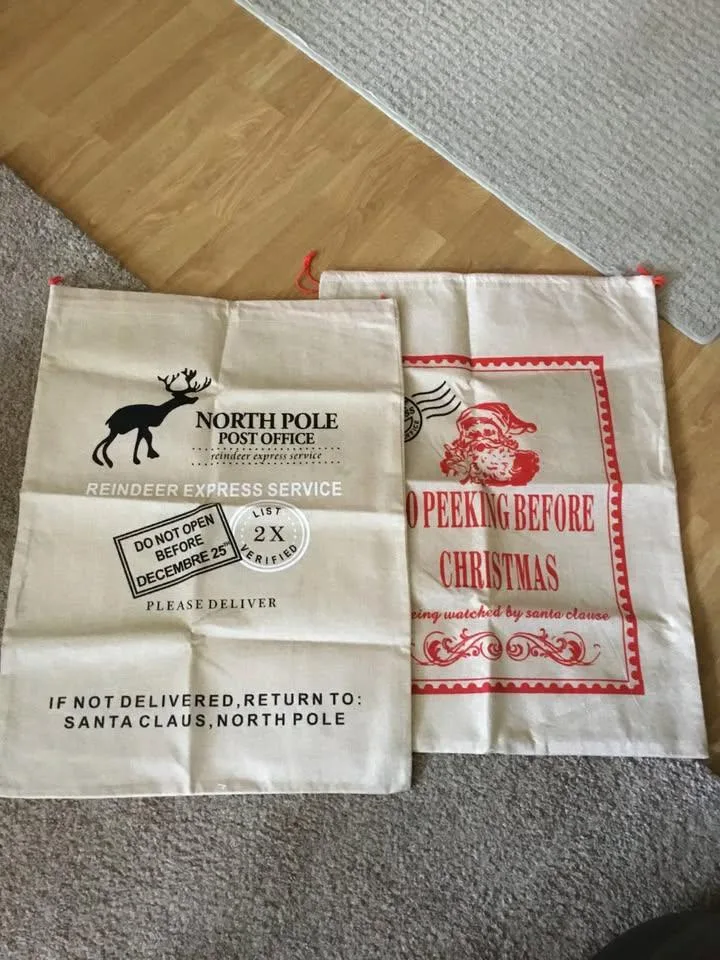 NORTH POLE
POST OFFICE
reindeer express service
REINDEER EXPRESS SERVICE
DO NOT OPEN
BEFORE
DECEMBRE 25"
LIST
2X
VERIFIED
PLEASE DELIVER
IF NOT DELIVERED,RETURN TO:
SANTA CLAUS,NORTH POLE
O PEEKING BEFORE
CHRISTMAS
eing watched by santa clause